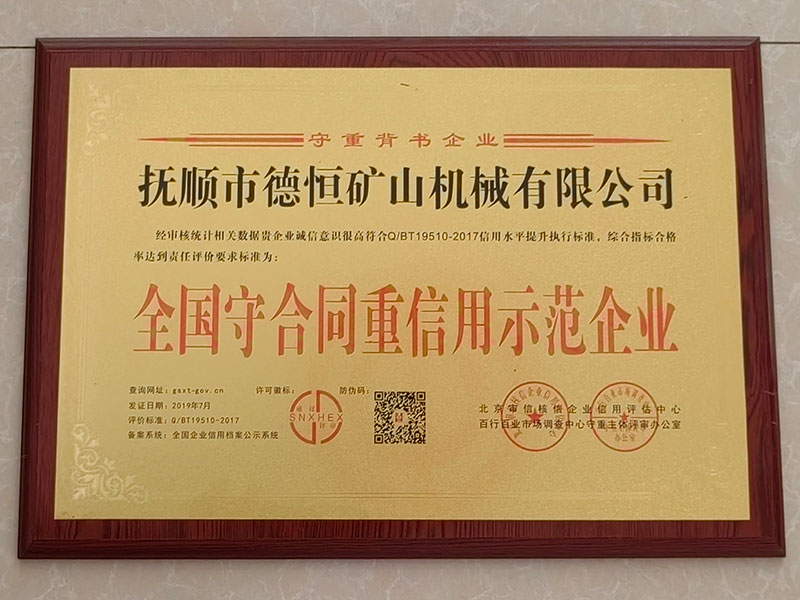 守重背书企业
抚顺市德恒矿山机械有限公司
经审核统计相关数据贵企业诚信意识很高符合Q/BT19510-2017信用水平提升执行标准。综合指标合格
率达到责任评价要求标准为：
全国守合同重信用示范企业
查询网址：gsxt-gov.cn
许可徽标：
防伪码：
发证日期：2019年7月
评价标准：Q/BT19510-2017
备案系统：全国企业信用档案公示系统
SNXHEX
评审
北京审信核信企业信用评估中心
百行百业市场调查中心守重主体评审办公室